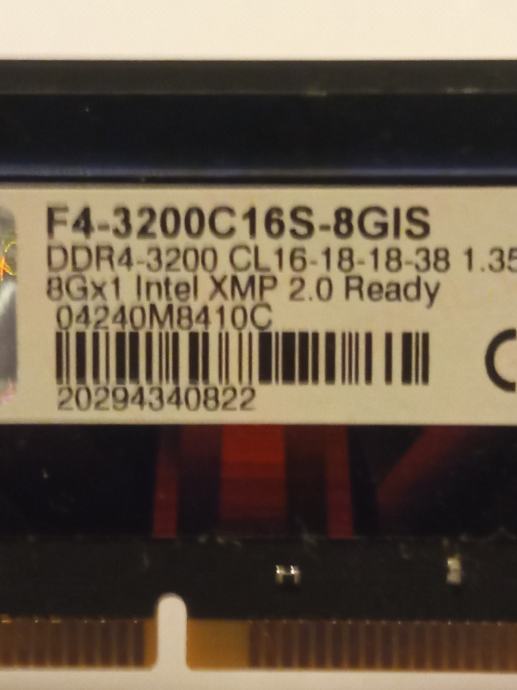 F4-3200C16S-8GIS
DDR4-3200 CL16-18-18-38 1.35
8Gx1 Intel XMP 2.0 Ready
04240M8410C
20294340822